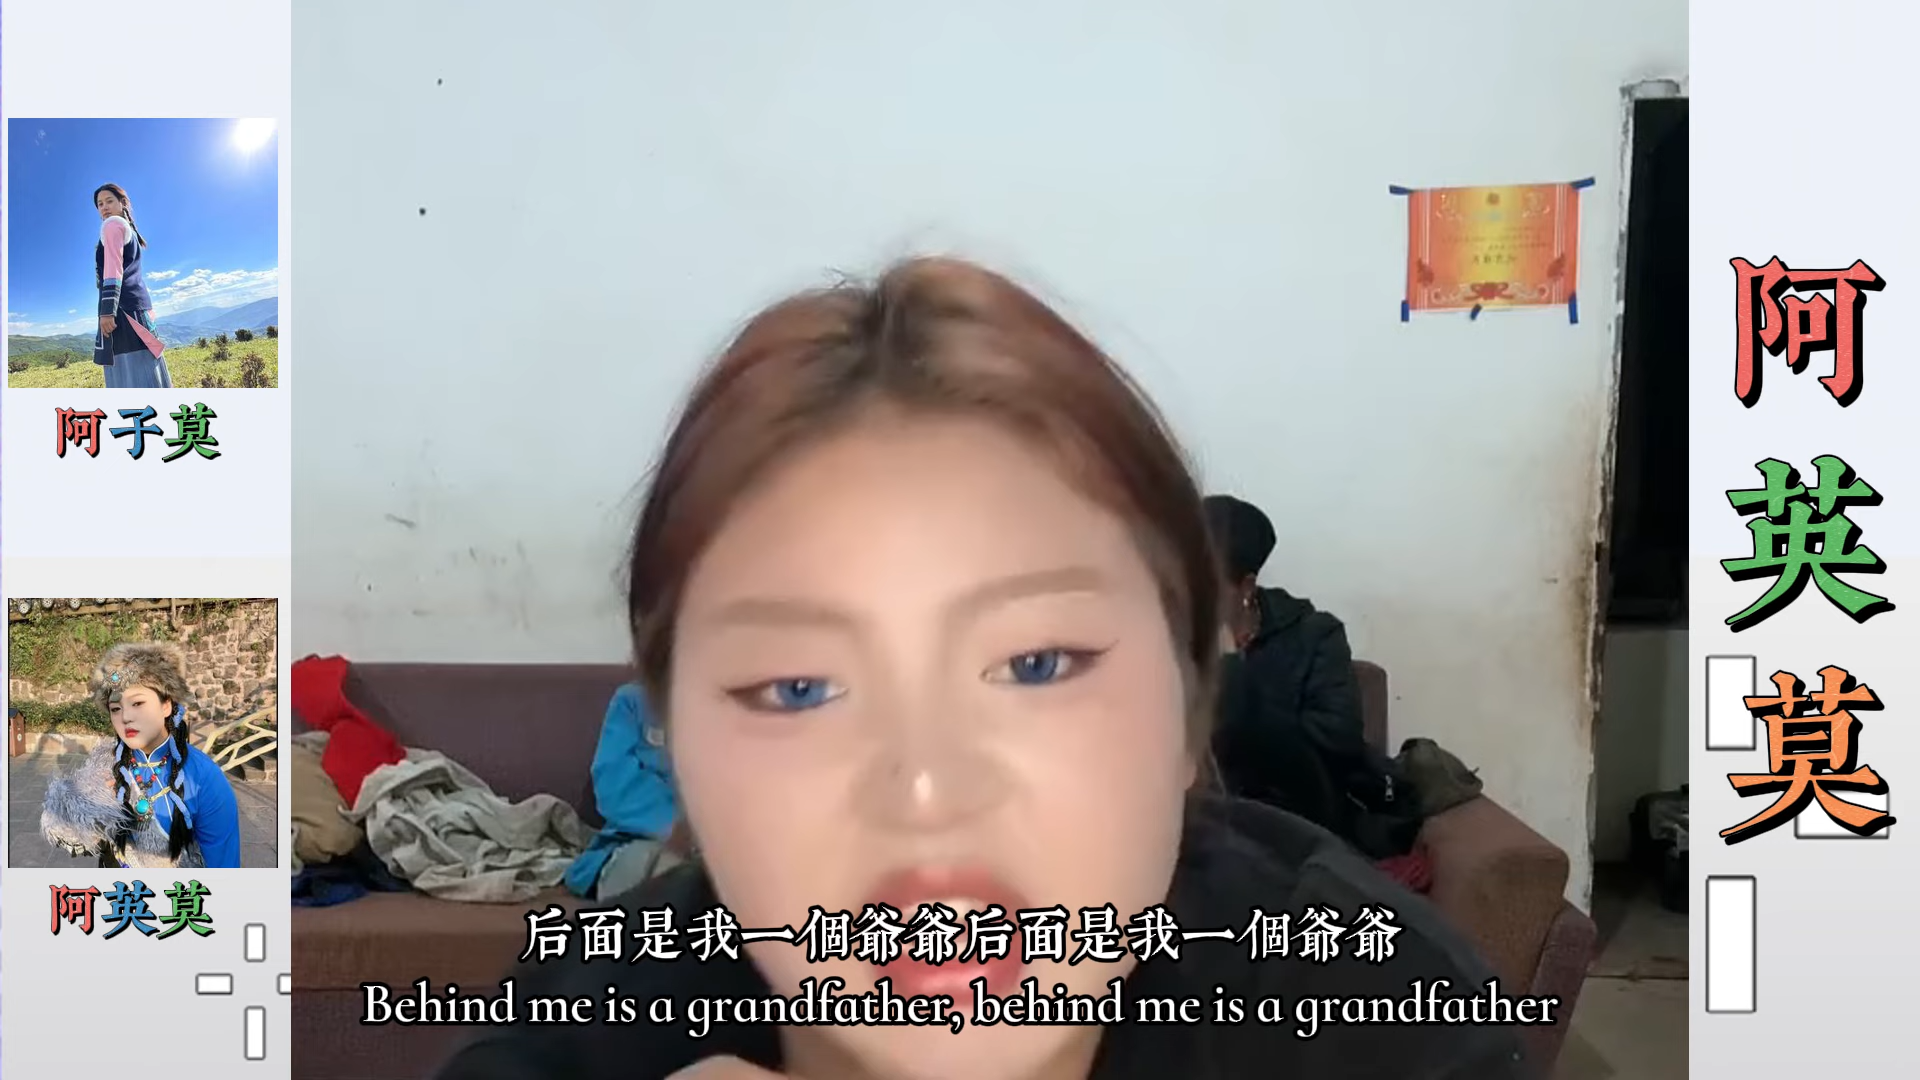 阿子莫
阿英莫
后面是我一個爺爺后面是我一個爺爺
Behind me is a grandfather, behind me is a grandfather
阿
英
莫